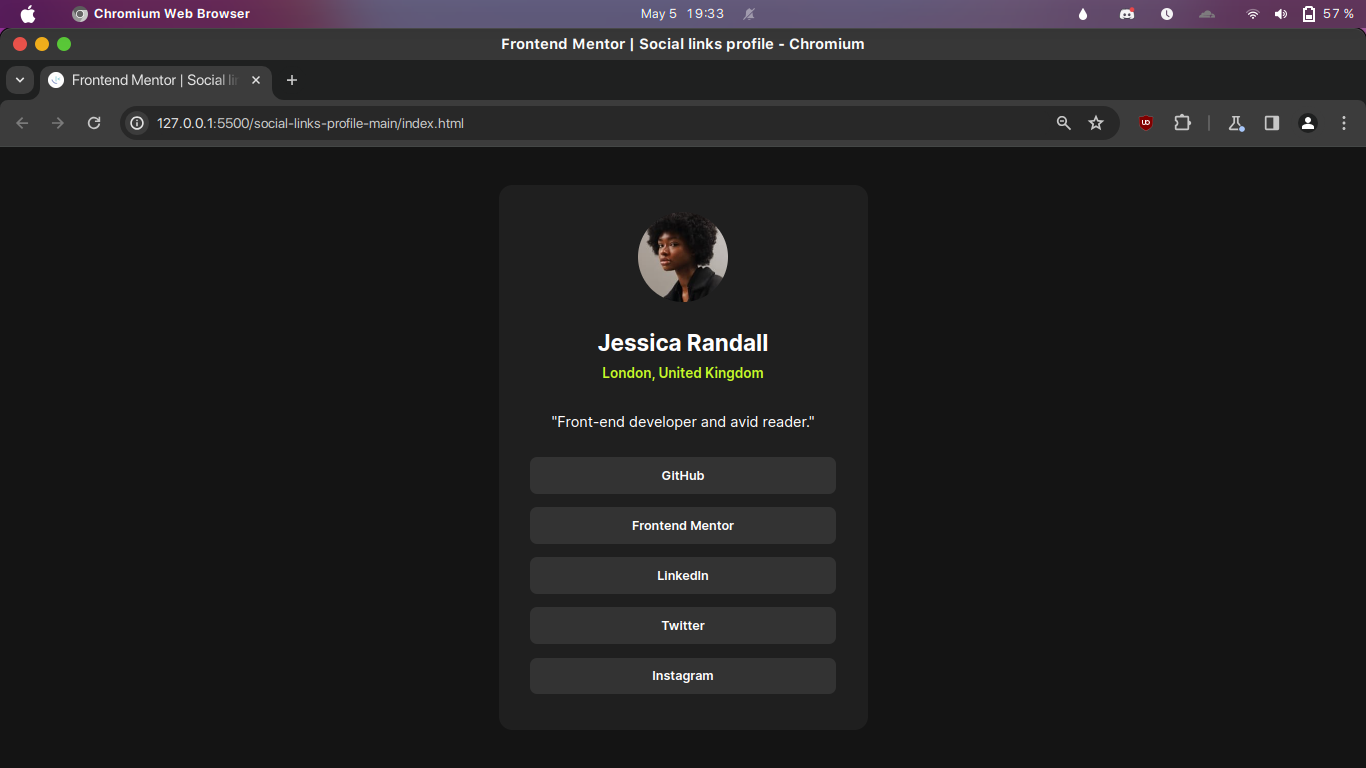 Chromium Web Browser
May 5 19:33
57 %
Frontend Mentor | Social links profile - Chromium
Frontend Mentor | Social li
127.0.0.1:5500/social-links-profile-main/index.html
Jessica Randall
London, United Kingdom
"Front-end developer and avid reader."
GitHub
Frontend Mentor
LinkedIn
Twitter
Instagram